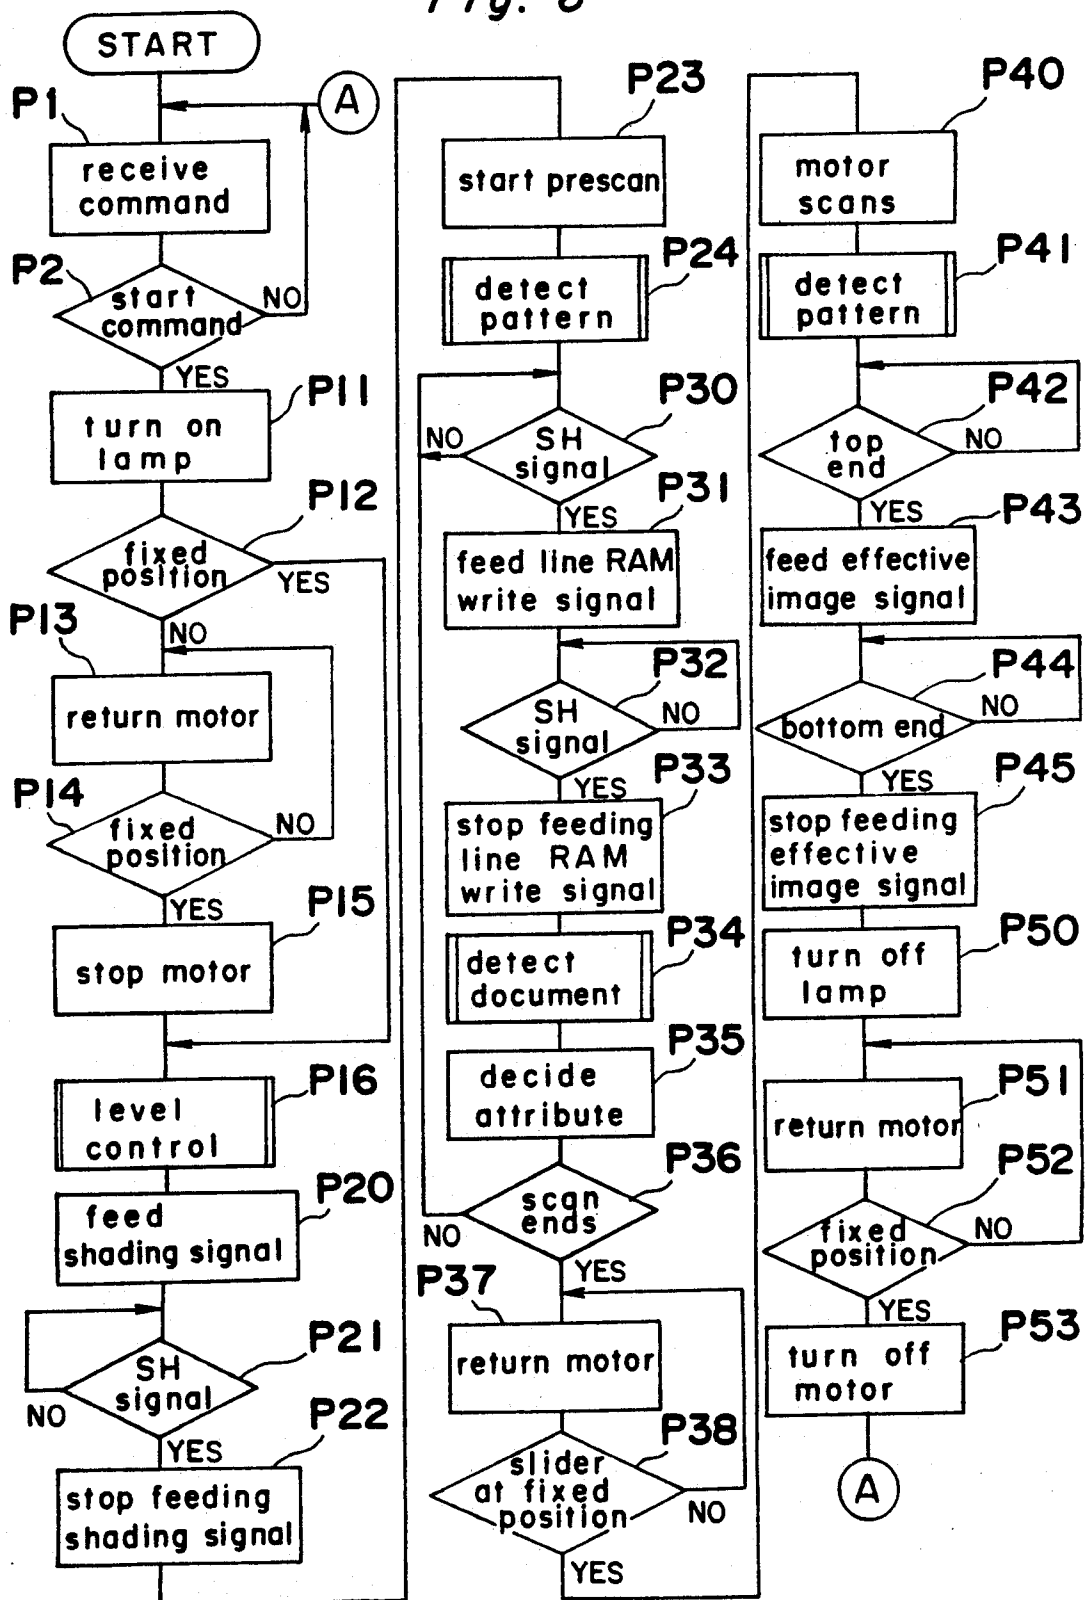 Fig. 8
START
A
P1
receive
command
P2
start
command
NO
YES
P11
turn on
lamp
P12
fixed
position
YES
NO
P13
return motor
P14
fixed
position
NO
YES
P15
stop motor
P16
level
control
P20
feed
shading signal
P21
SH
signal
NO
YES
P22
stop feeding
shading signal
P23
start prescan
P24
detect
pattern
P30
SH
signal
NO
YES
P31
feed line RAM
write signal
P32
SH
signal
NO
YES
P33
stop feeding
line RAM
write signal
P34
detect
document
P35
decide
attribute
P36
scan
ends
NO
YES
P37
return motor
P38
slider
at fixed
position
NO
YES
P40
motor
scans
P41
detect
pattern
P42
top
end
NO
YES
P43
feed effective
image signal
P44
bottom end
NO
YES
P45
stop feeding
effective
image signal
P50
turn off
lamp
P51
return motor
P52
fixed
position
NO
YES
P53
turn off
motor
A